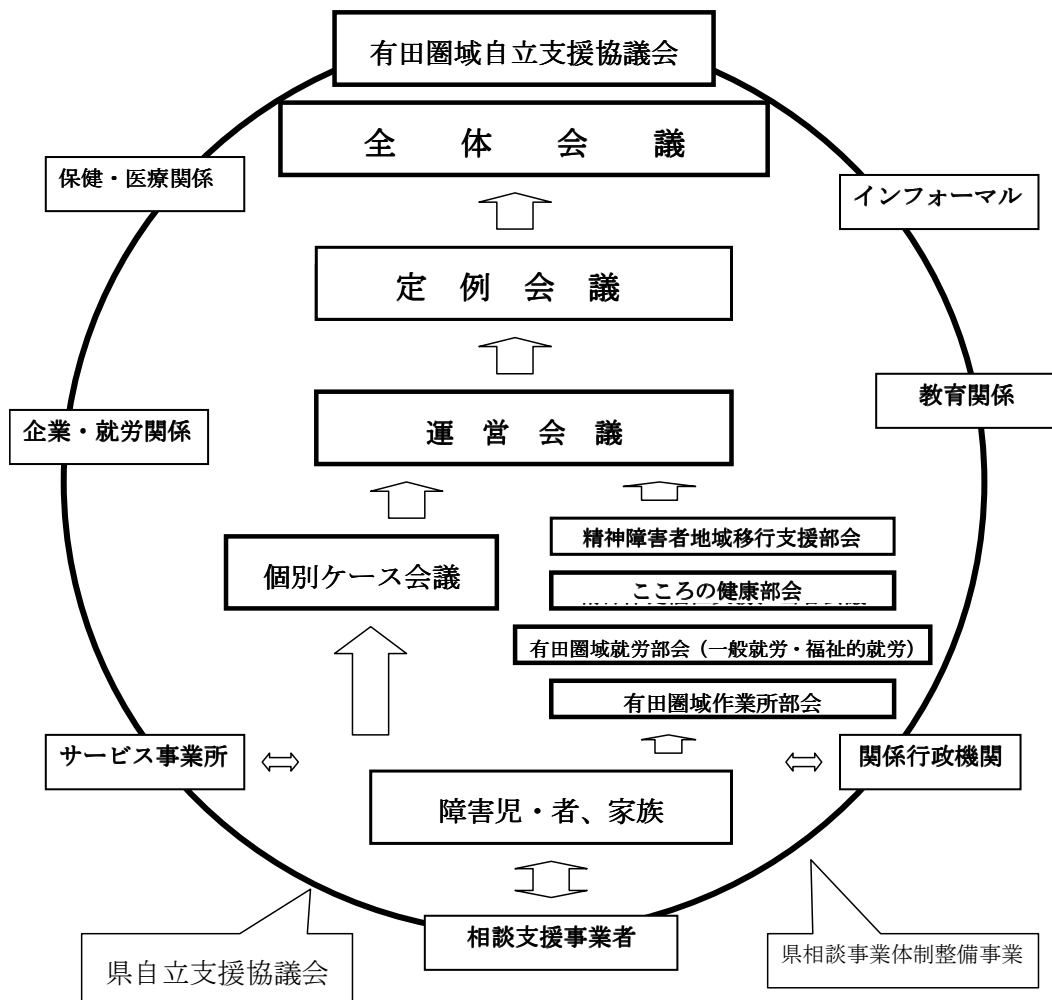 有田圏域自立支援協議会
全体会議
保健・医療関係
インフォーマル
定例会議
教育関係
企業・就労関係
運営会議
精神障害者地域移行支援部会
個別ケース会議
こころの健康部会
有田圏域就労部会（一般就労・福祉的就労）
有田圏域作業所部会
サービス事業所
関係行政機関
障害児・者、家族
相談支援事業者
県自立支援協議会
県相談事業体制整備事業